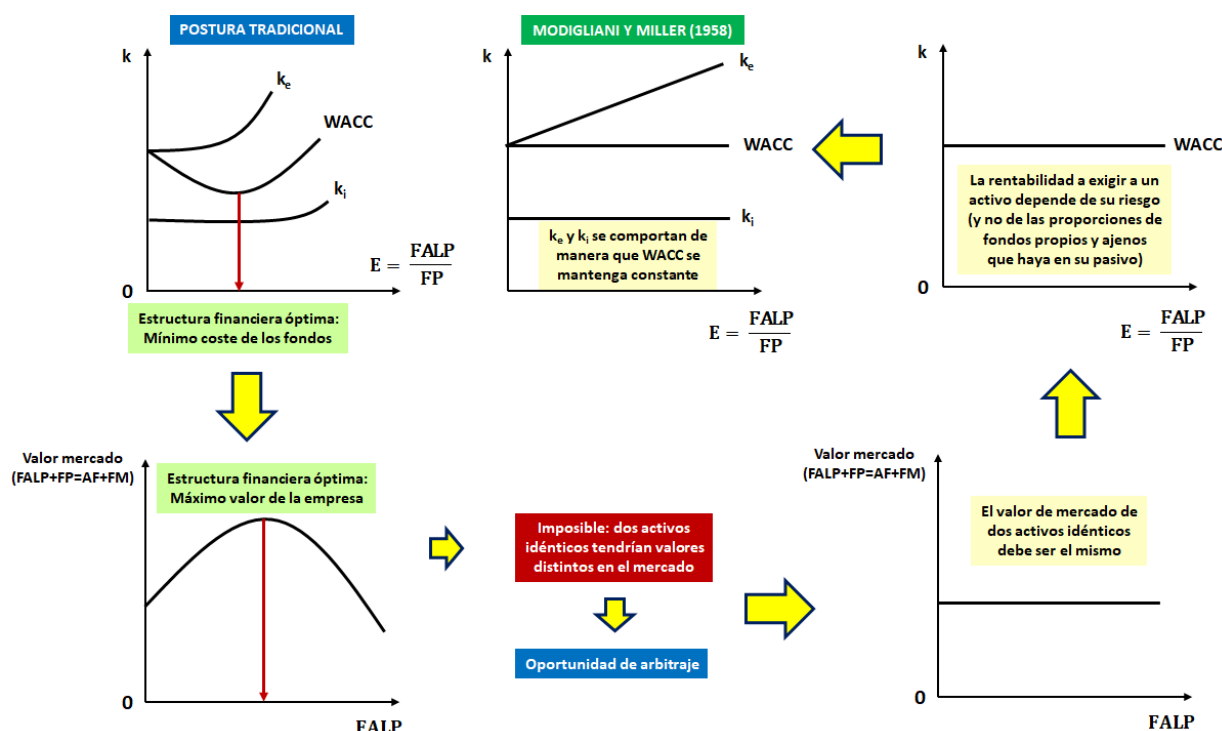 POSTURA TRADICIONAL
k
kₑ
WACC
kᵢ
E = FALP/FP
0
Estructura financiera óptima:
Mínimo coste de los fondos
MODIGLIANI Y MILLER (1958)
k
kₑ
WACC
kᵢ
kₑ y kᵢ se comportan de
manera que WACC se
mantenga constante
0
E = FALP/FP
k
WACC
La rentabilidad a exigir a un
activo depende de su riesgo
(y no de las proporciones de
fondos propios y ajenos
que haya en su pasivo)
0
E = FALP/FP
Valor mercado
(FALP+FP=AF+FM)
Estructura financiera óptima:
Máximo valor de la empresa
0
FALP
Imposible: dos activos
idénticos tendrían valores
distintos en el mercado
Oportunidad de arbitraje
Valor mercado
(FALP+FP=AF+FM)
El valor de mercado de
dos activos idénticos
debe ser el mismo
0
FALP